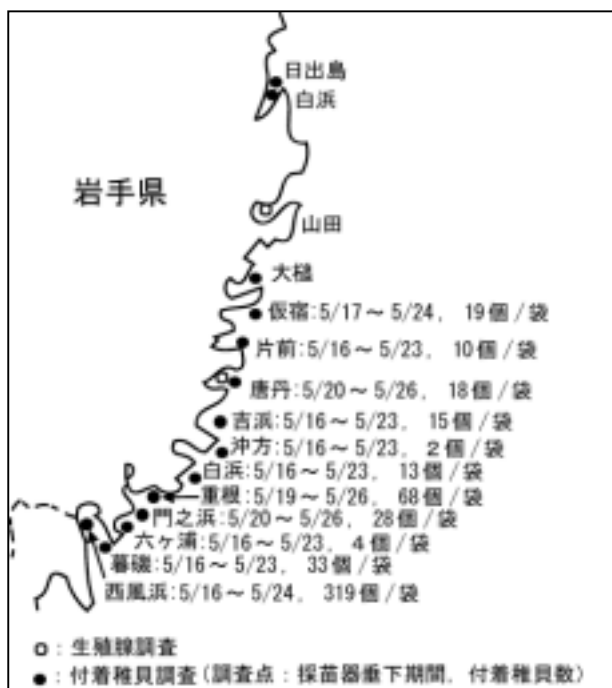 日出島
白浜
岩手県
山田
大槌
仮宿:5/17～5/24, 19個/袋
片前:5/16～5/23, 10個/袋
唐丹:5/20～5/26, 18個/袋
吉浜:5/16～5/23, 15個/袋
沖方:5/16～5/23, 2個/袋
白浜:5/16～5/23, 13個/袋
重根:5/19～5/26, 68個/袋
門之浜:5/20～5/26, 28個/袋
六ヶ浦:5/16～5/23, 4個/袋
暮磯:5/16～5/23, 33個/袋
西風浜:5/16～5/24, 319個/袋
○: 生殖腺調査
●: 付着稚貝調査(調査点：採苗器垂下期間, 付着稚貝数)